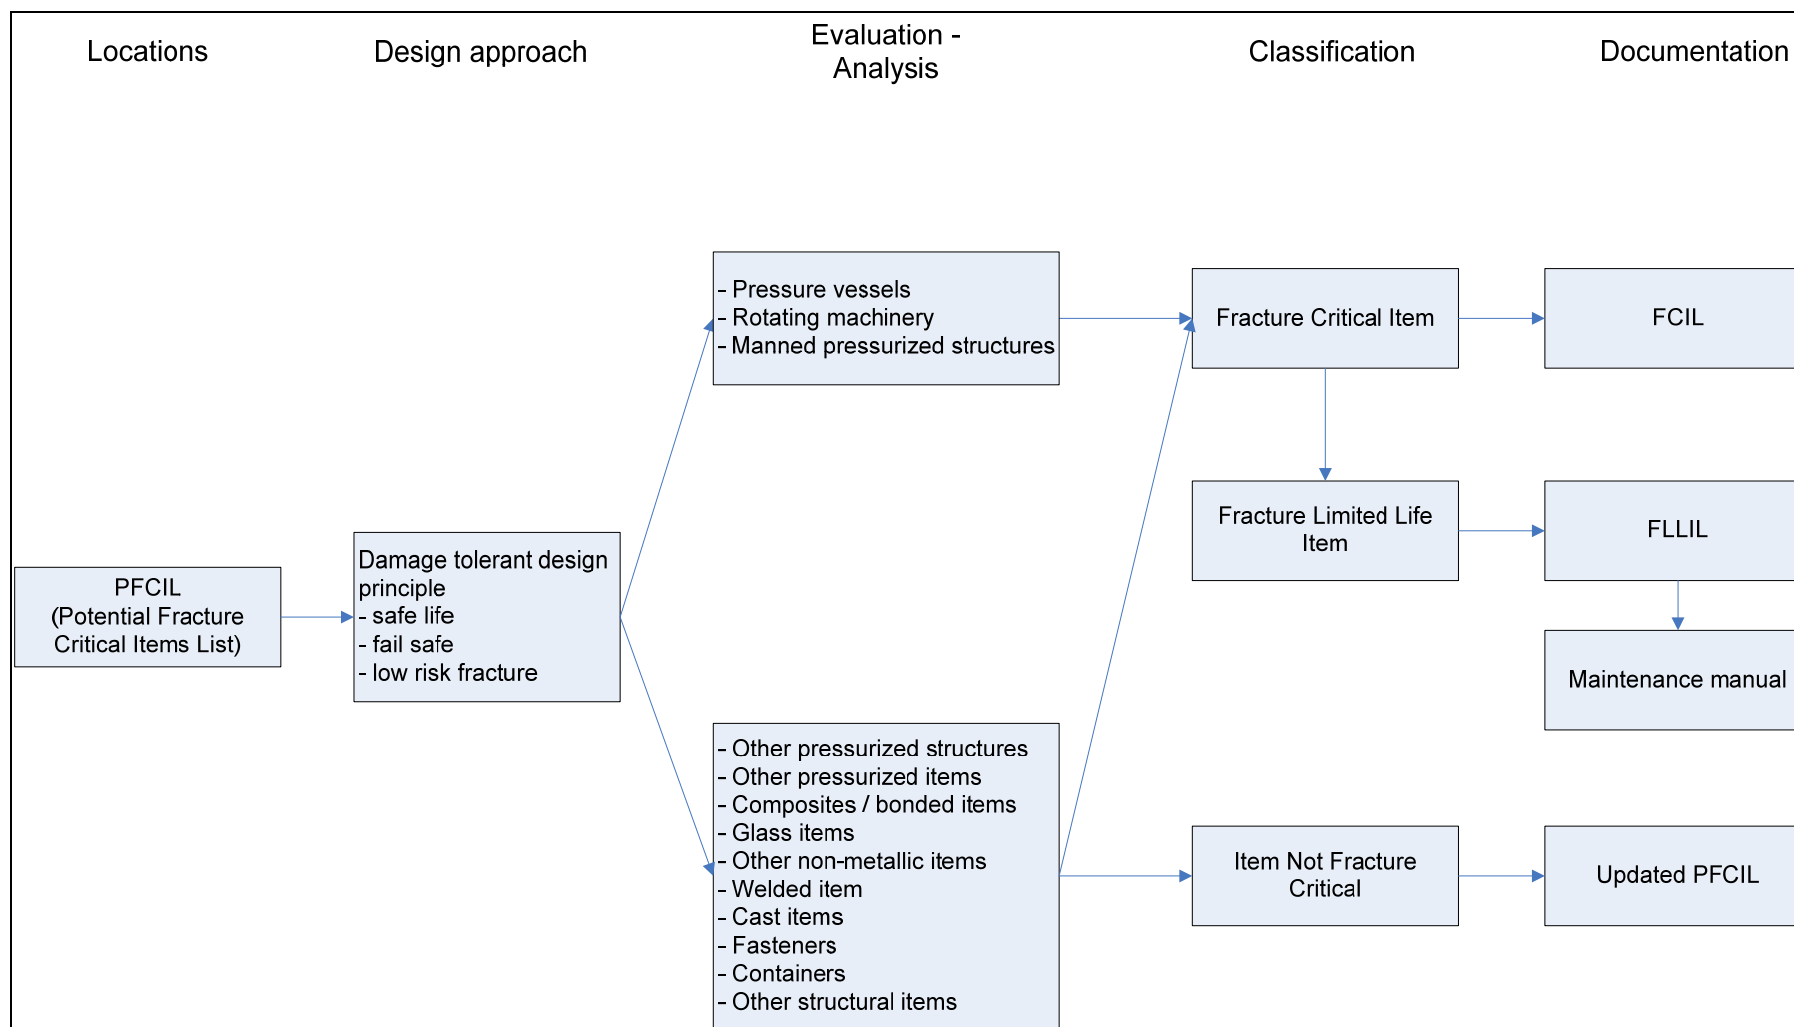 Locations
Design approach
Evaluation -
Analysis
Classification
Documentation
PFCIL
(Potential Fracture
Critical Items List)
Damage tolerant design
principle
- safe life
- fail safe
- low risk fracture
- Pressure vessels
- Rotating machinery
- Manned pressurized structures
- Other pressurized structures
- Other pressurized items
- Composites / bonded items
- Glass items
- Other non-metallic items
- Welded item
- Cast items
- Fasteners
- Containers
- Other structural items
Fracture Critical Item
Fracture Limited Life
Item
Item Not Fracture
Critical
FCIL
FLLIL
Maintenance manual
Updated PFCIL